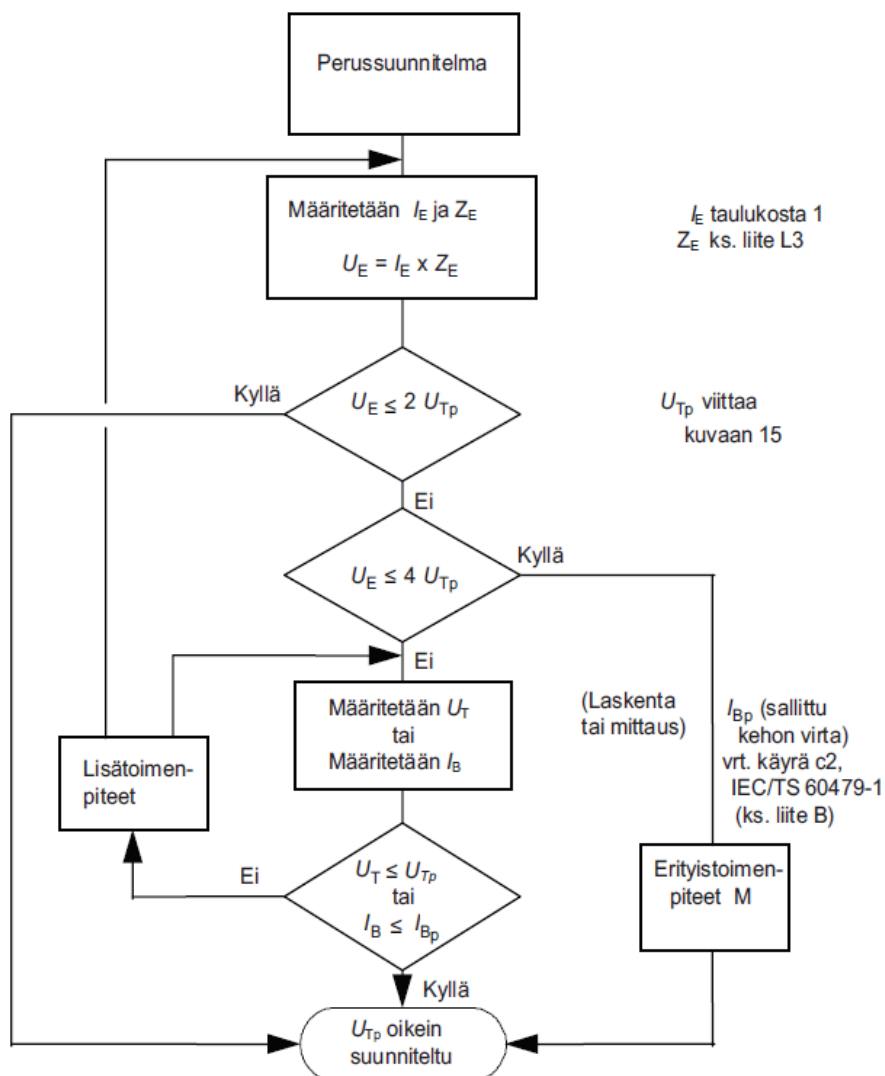 Perussuunnitelma
Määritetään I_E ja Z_E
U_E = I_E x Z_E
I_E taulukosta 1
Z_E ks. liite L3
Kyllä
U_E ≤ 2 U_Tp
U_Tp viittaa
kuvaan 15
Ei
U_E ≤ 4 U_Tp
Kyllä
Ei
Määritetään U_T
tai
Määritetään I_B
(Laskenta
tai mittaus)
I_Bp (sallittu
kehon virta)
vrt. käyrä c2,
IEC/TS 60479-1
(ks. liite B)
Lisätoimen-
piteet
Ei
U_T ≤ U_Tp
tai
I_B ≤ I_Bp
Erityistoimen-
piteet M
Kyllä
U_Tp oikein
suunniteltu